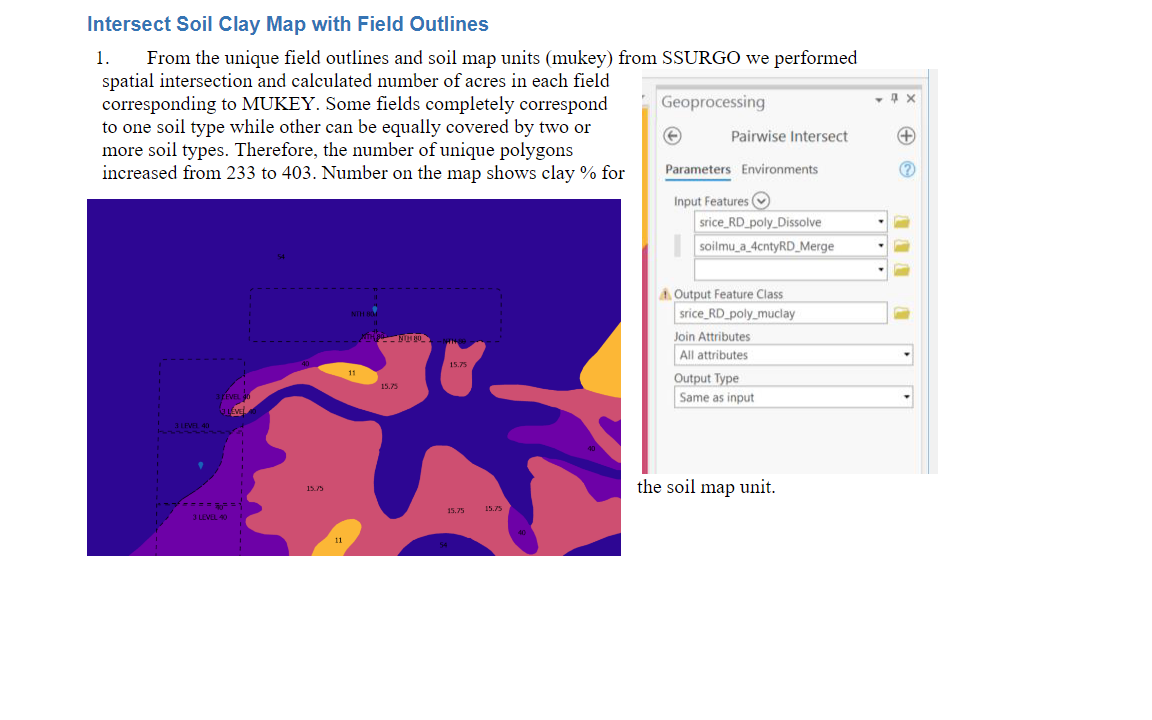 Intersect Soil Clay Map with Field Outlines
1. From the unique field outlines and soil map units (mukey) from SSURGO we performed
spatial intersection and calculated number of acres in each field
corresponding to MUKEY. Some fields completely correspond
to one soil type while other can be equally covered by two or
more soil types. Therefore, the number of unique polygons
increased from 233 to 403. Number on the map shows clay % for
the soil map unit.
Geoprocessing
Pairwise Intersect
Parameters Environments
Input Features
srice_RD_poly_Dissolve
soilmu_a_4cntyRD_Merge
Output Feature Class
srice_RD_poly_muclay
Join Attributes
All attributes
Output Type
Same as input
54
NTH 80
NTH 80
15.75
40
11
15.75
3 LEVEL 40
3 LEVEL 40
3 LEVEL 40
40
15.75
40
3 LEVEL 40
15.75
15.75
40
11
54